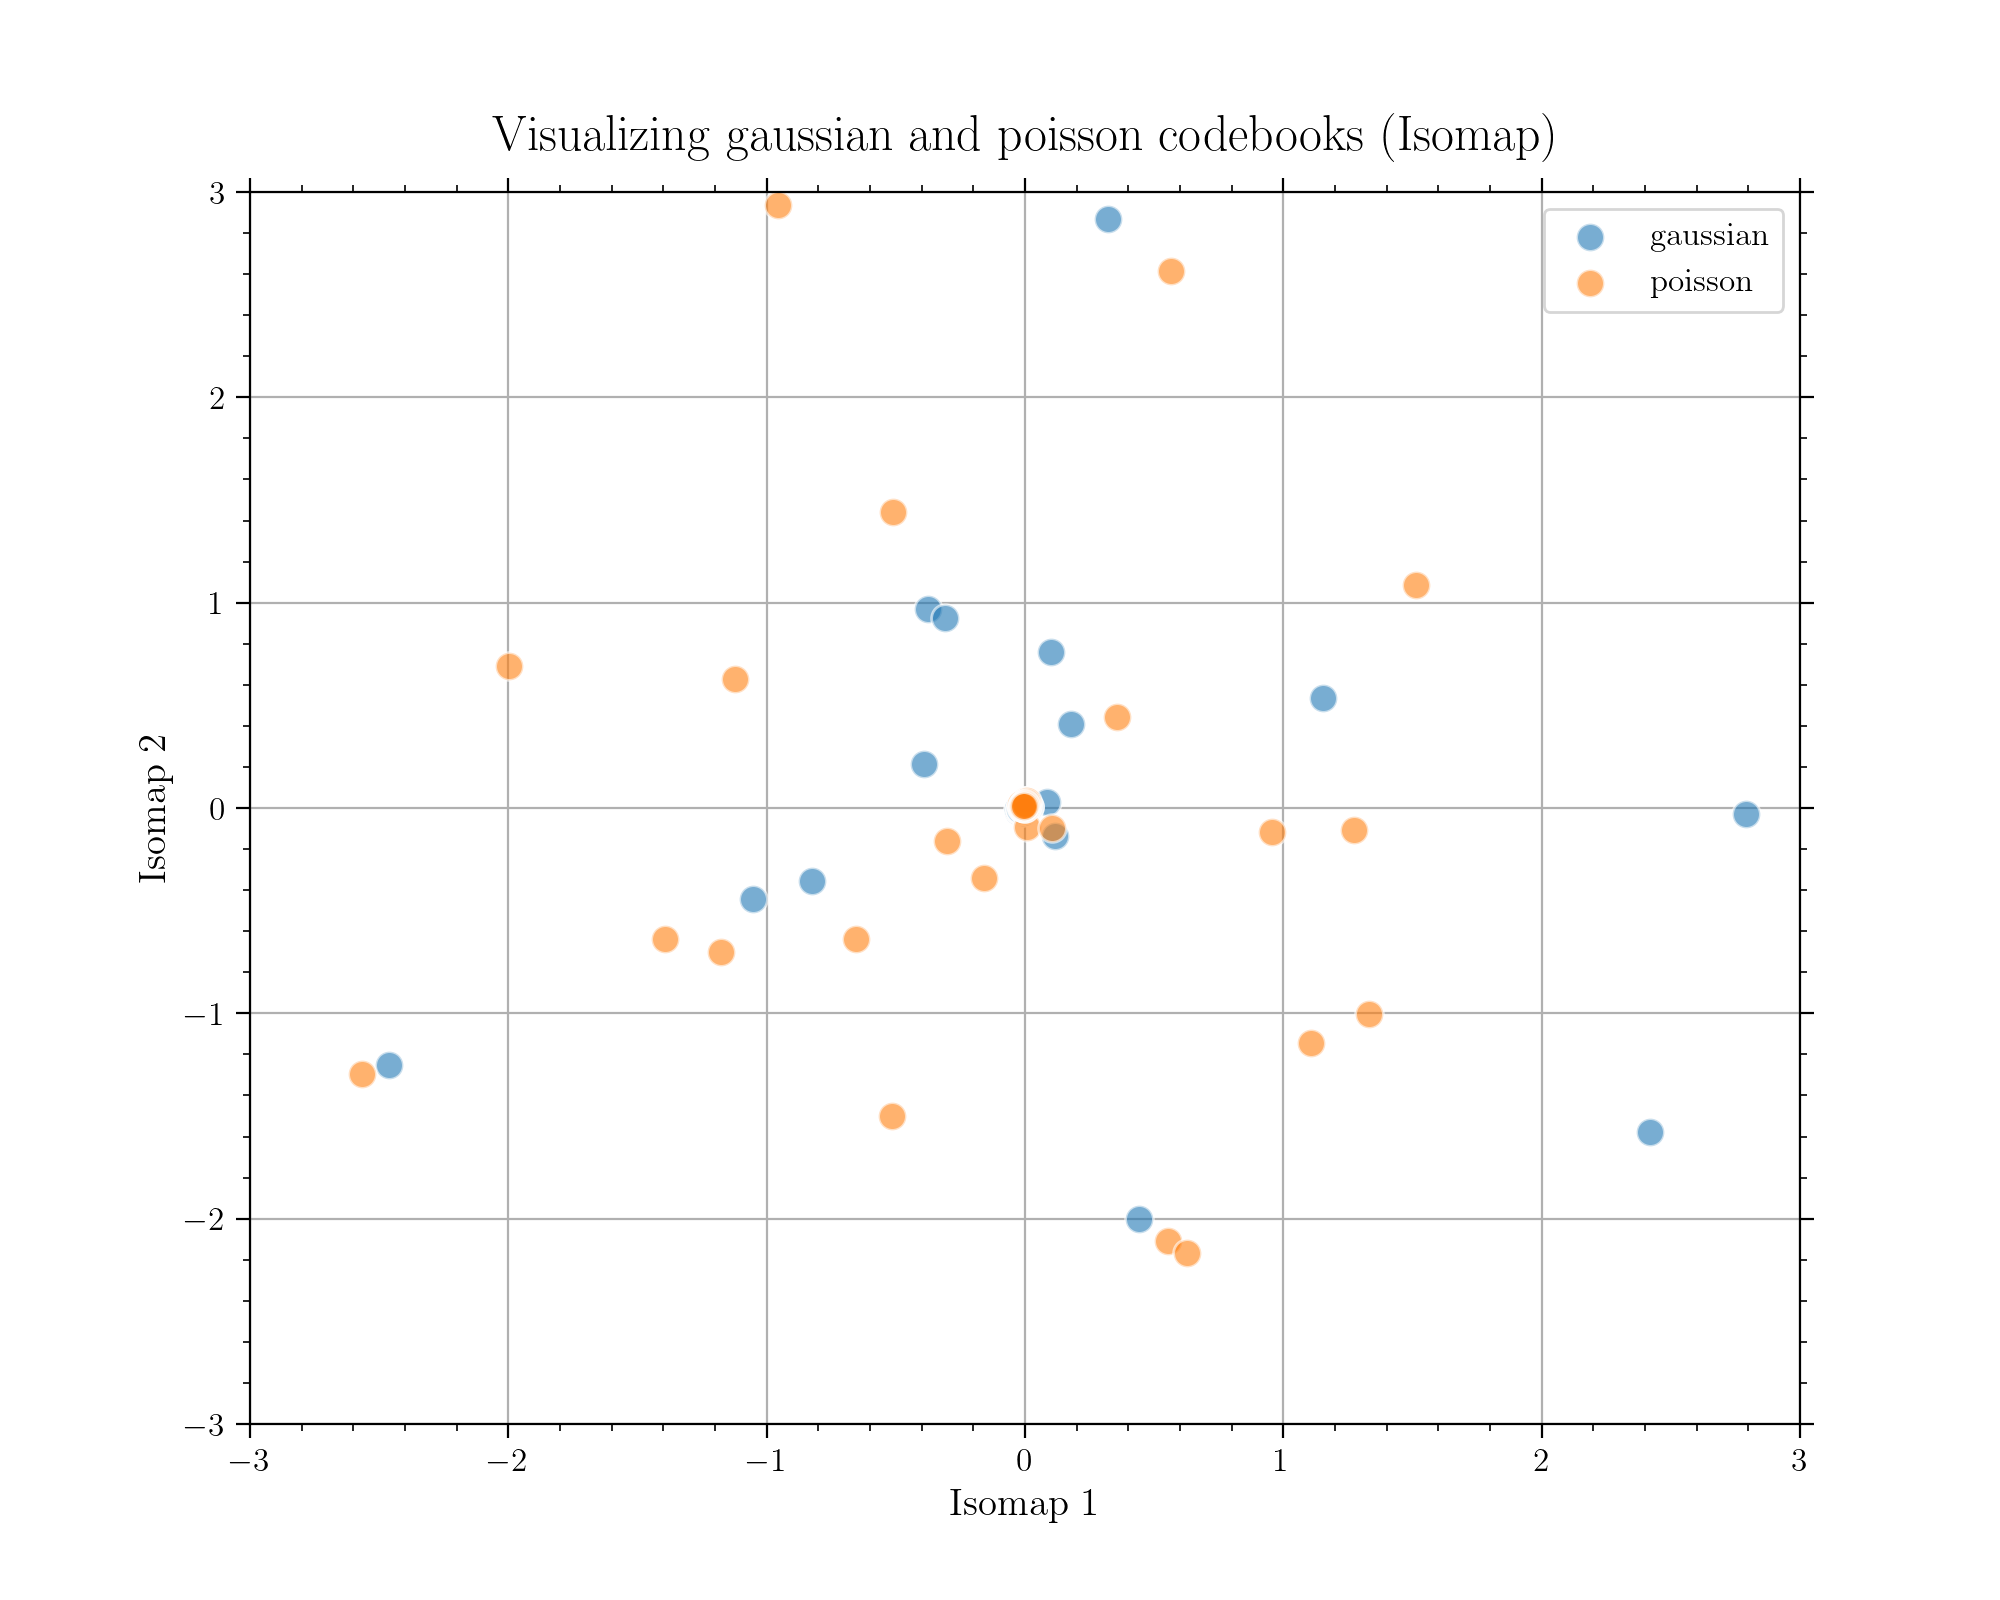 Visualizing gaussian and poisson codebooks (Isomap)
gaussian
poisson
3
2
1
0
−1
−2
−3
Isomap 2
−3
−2
−1
0
1
2
3
Isomap 1